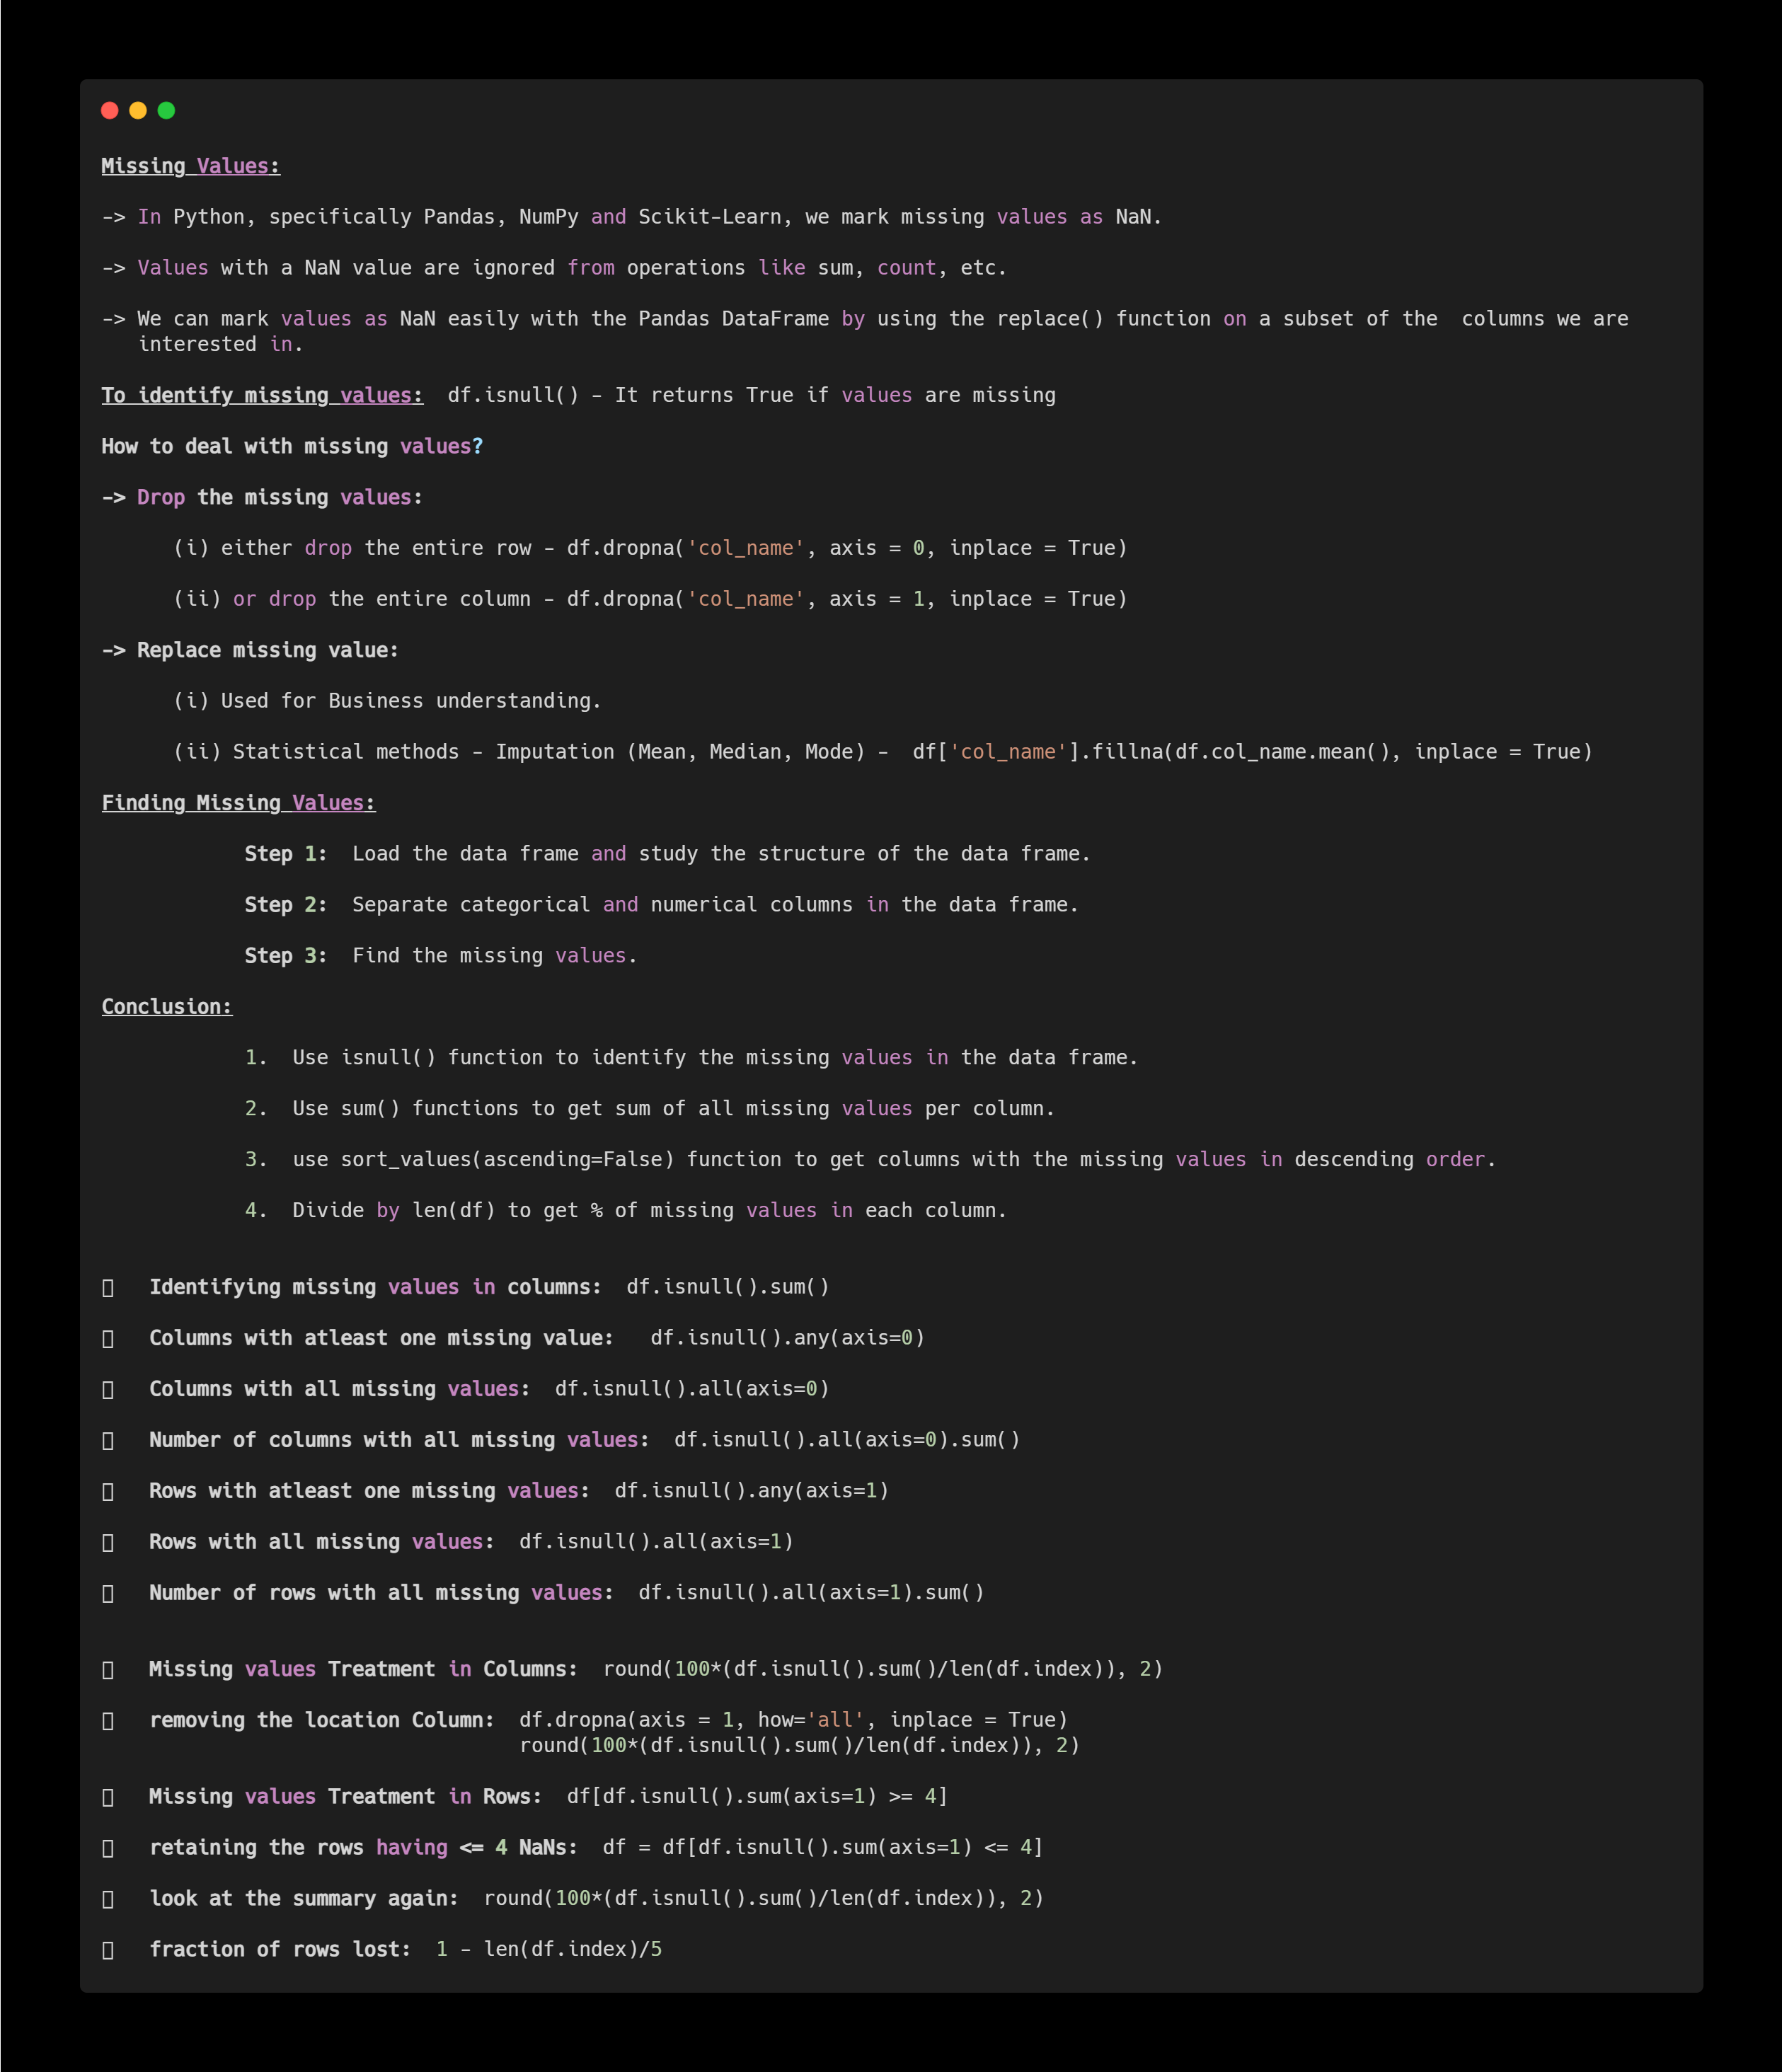 Missing Values:
-> In Python, specifically Pandas, NumPy and Scikit-Learn, we mark missing values as NaN.
-> Values with a NaN value are ignored from operations like sum, count, etc.
-> We can mark values as NaN easily with the Pandas DataFrame by using the replace() function on a subset of the  columns we are
interested in.
To identify missing values:  df.isnull() - It returns True if values are missing
How to deal with missing values?
-> Drop the missing values:
(i) either drop the entire row - df.dropna('col_name', axis = 0, inplace = True)
(ii) or drop the entire column - df.dropna('col_name', axis = 1, inplace = True)
-> Replace missing value:
(i) Used for Business understanding.
(ii) Statistical methods - Imputation (Mean, Median, Mode) -  df['col_name'].fillna(df.col_name.mean(), inplace = True)
Finding Missing Values:
Step 1:  Load the data frame and study the structure of the data frame.
Step 2:  Separate categorical and numerical columns in the data frame.
Step 3:  Find the missing values.
Conclusion:
1.  Use isnull() function to identify the missing values in the data frame.
2.  Use sum() functions to get sum of all missing values per column.
3.  use sort_values(ascending=False) function to get columns with the missing values in descending order.
4.  Divide by len(df) to get % of missing values in each column.
Identifying missing values in columns:  df.isnull().sum()
Columns with atleast one missing value:   df.isnull().any(axis=0)
Columns with all missing values:  df.isnull().all(axis=0)
Number of columns with all missing values:  df.isnull().all(axis=0).sum()
Rows with atleast one missing values:  df.isnull().any(axis=1)
Rows with all missing values:  df.isnull().all(axis=1)
Number of rows with all missing values:  df.isnull().all(axis=1).sum()
Missing values Treatment in Columns:  round(100*(df.isnull().sum()/len(df.index)), 2)
removing the location Column:  df.dropna(axis = 1, how='all', inplace = True)
round(100*(df.isnull().sum()/len(df.index)), 2)
Missing values Treatment in Rows:  df[df.isnull().sum(axis=1) >= 4]
retaining the rows having <= 4 NaNs:  df = df[df.isnull().sum(axis=1) <= 4]
look at the summary again:  round(100*(df.isnull().sum()/len(df.index)), 2)
fraction of rows lost:  1 - len(df.index)/5